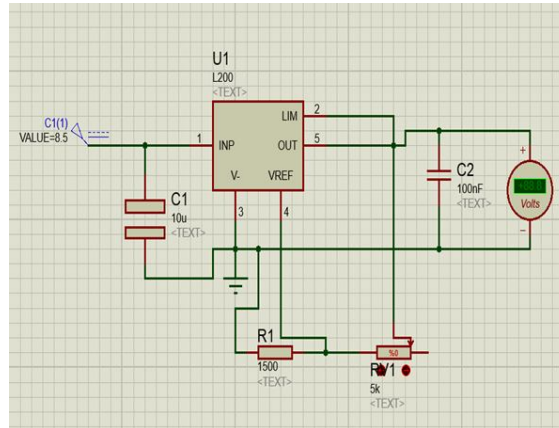 U1
L200
<TEXT>
C1(1)
VALUE=8.5
1
INP
LIM
2
OUT
5
V-
VREF
3
4
C1
10u
<TEXT>
C2
100nF
<TEXT>
+
Volts
-
R1
1500
<TEXT>
RV1
5k
<TEXT>